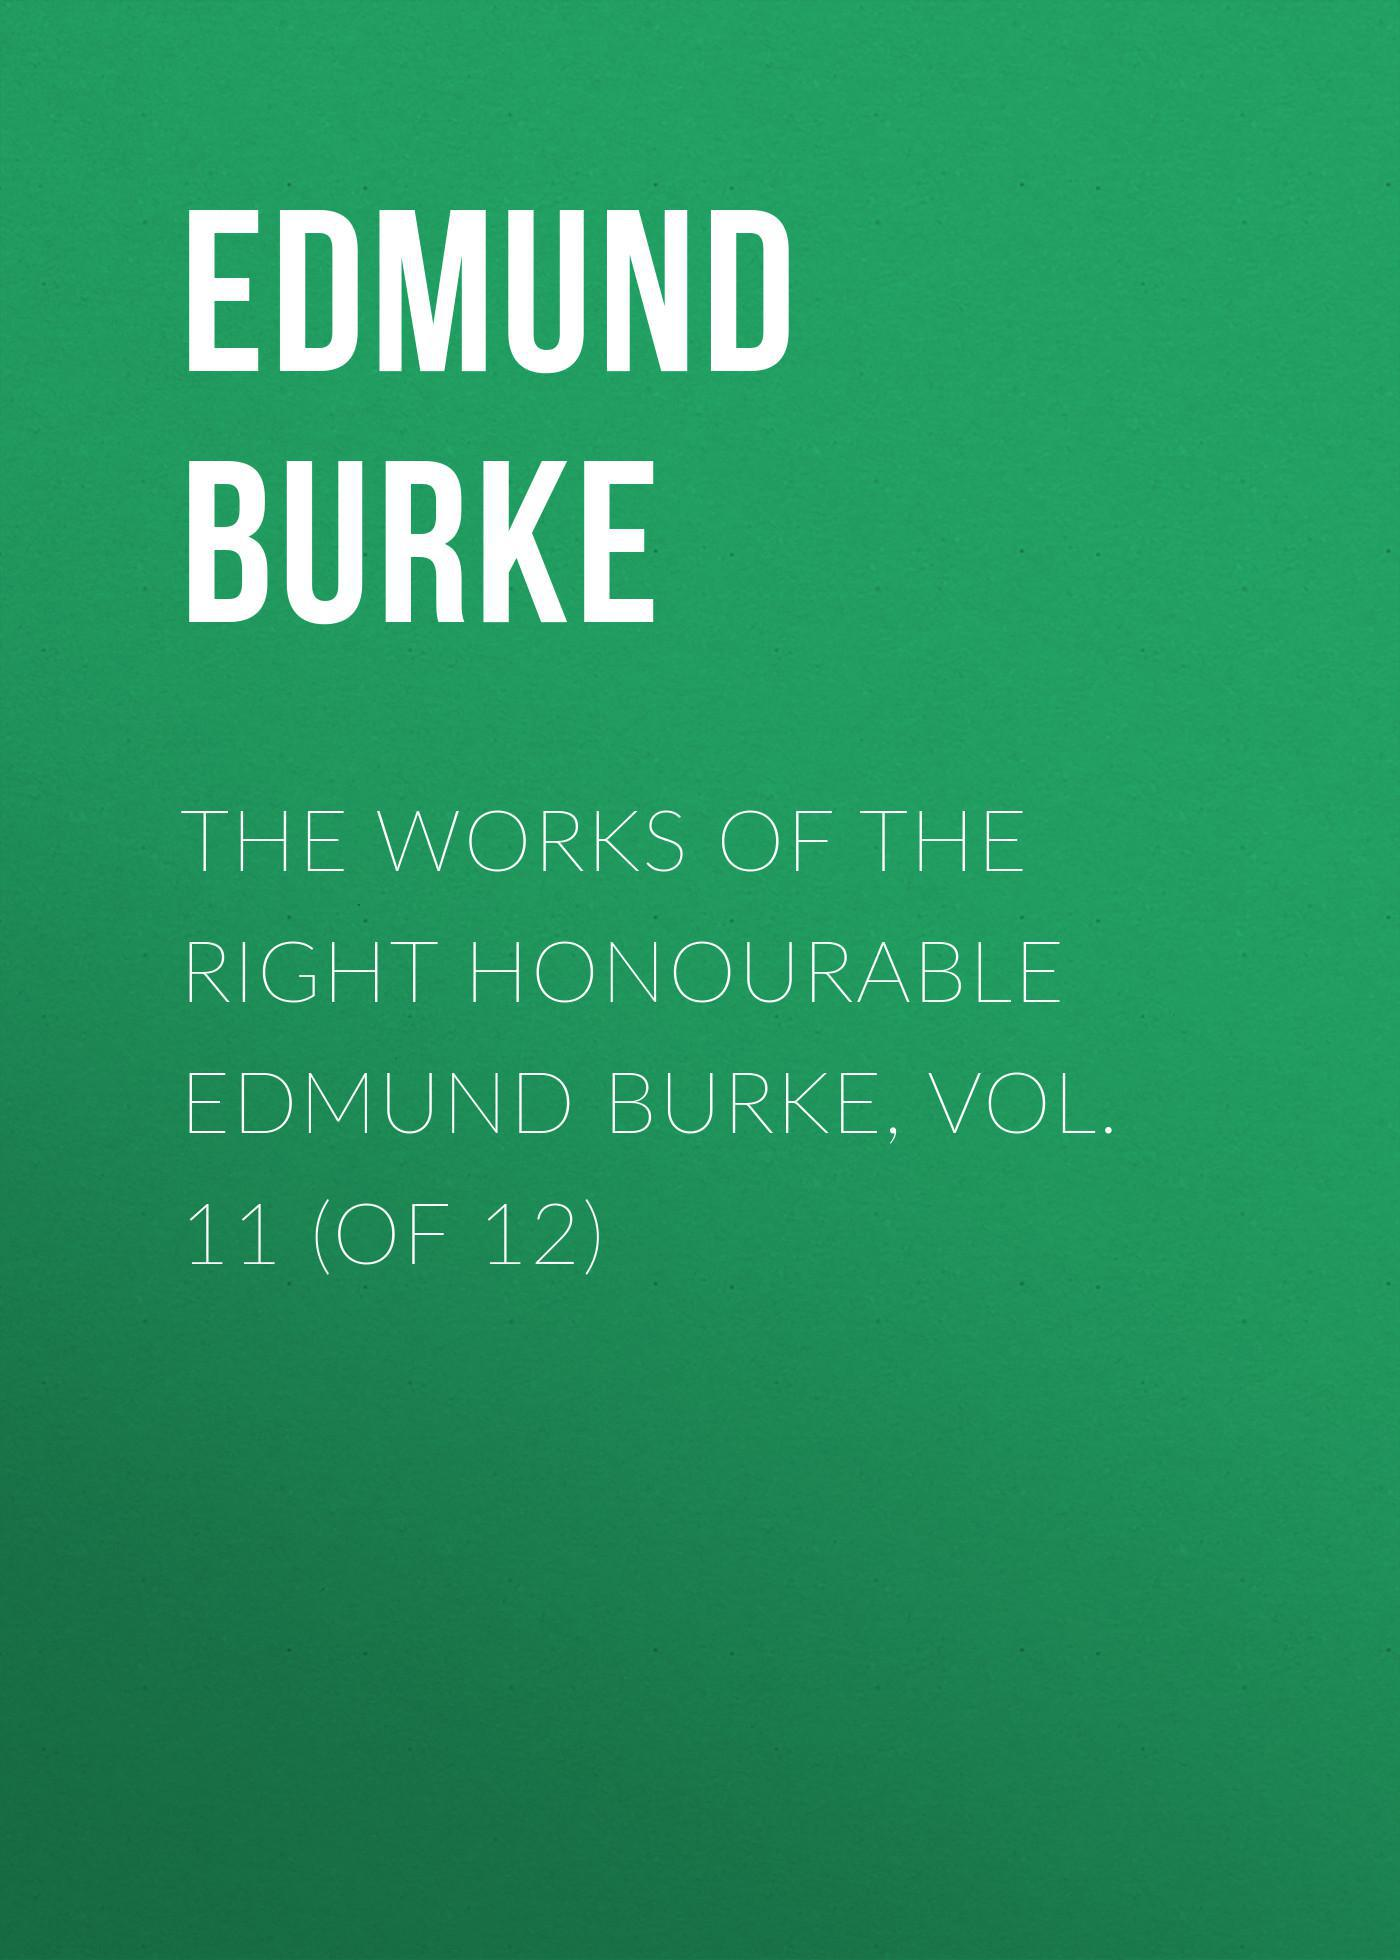 EDMUND
BURKE
THE WORKS OF THE
RIGHT HONOURABLE
EDMUND BURKE, VOL.
11 (OF 12)